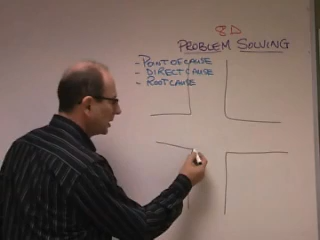 8D
PROBLEM SOLVING
- POINT OF CAUSE
- DIRECT CAUSE
- ROOT CAUSE